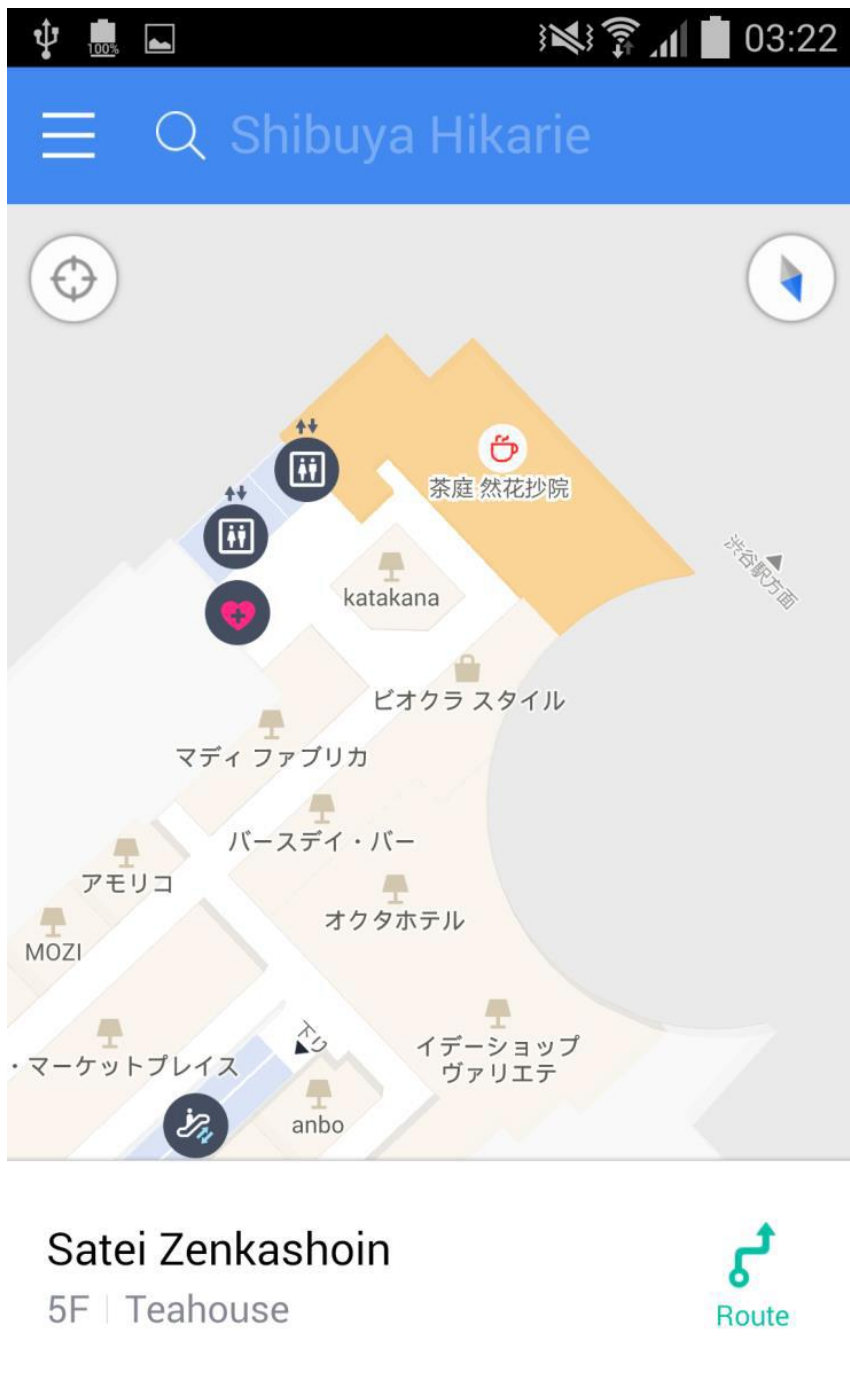 100%
03:22
Shibuya Hikarie
茶庭 然花抄院
渋谷駅方面
katakana
ビオクラ スタイル
マディ ファブリカ
バースデイ・バー
アモリコ
オクタホテル
MOZI
下り
イデーショップ
ヴァリエテ
・マーケットプレイス
anbo
Satei Zenkashoin
5F | Teahouse
Route